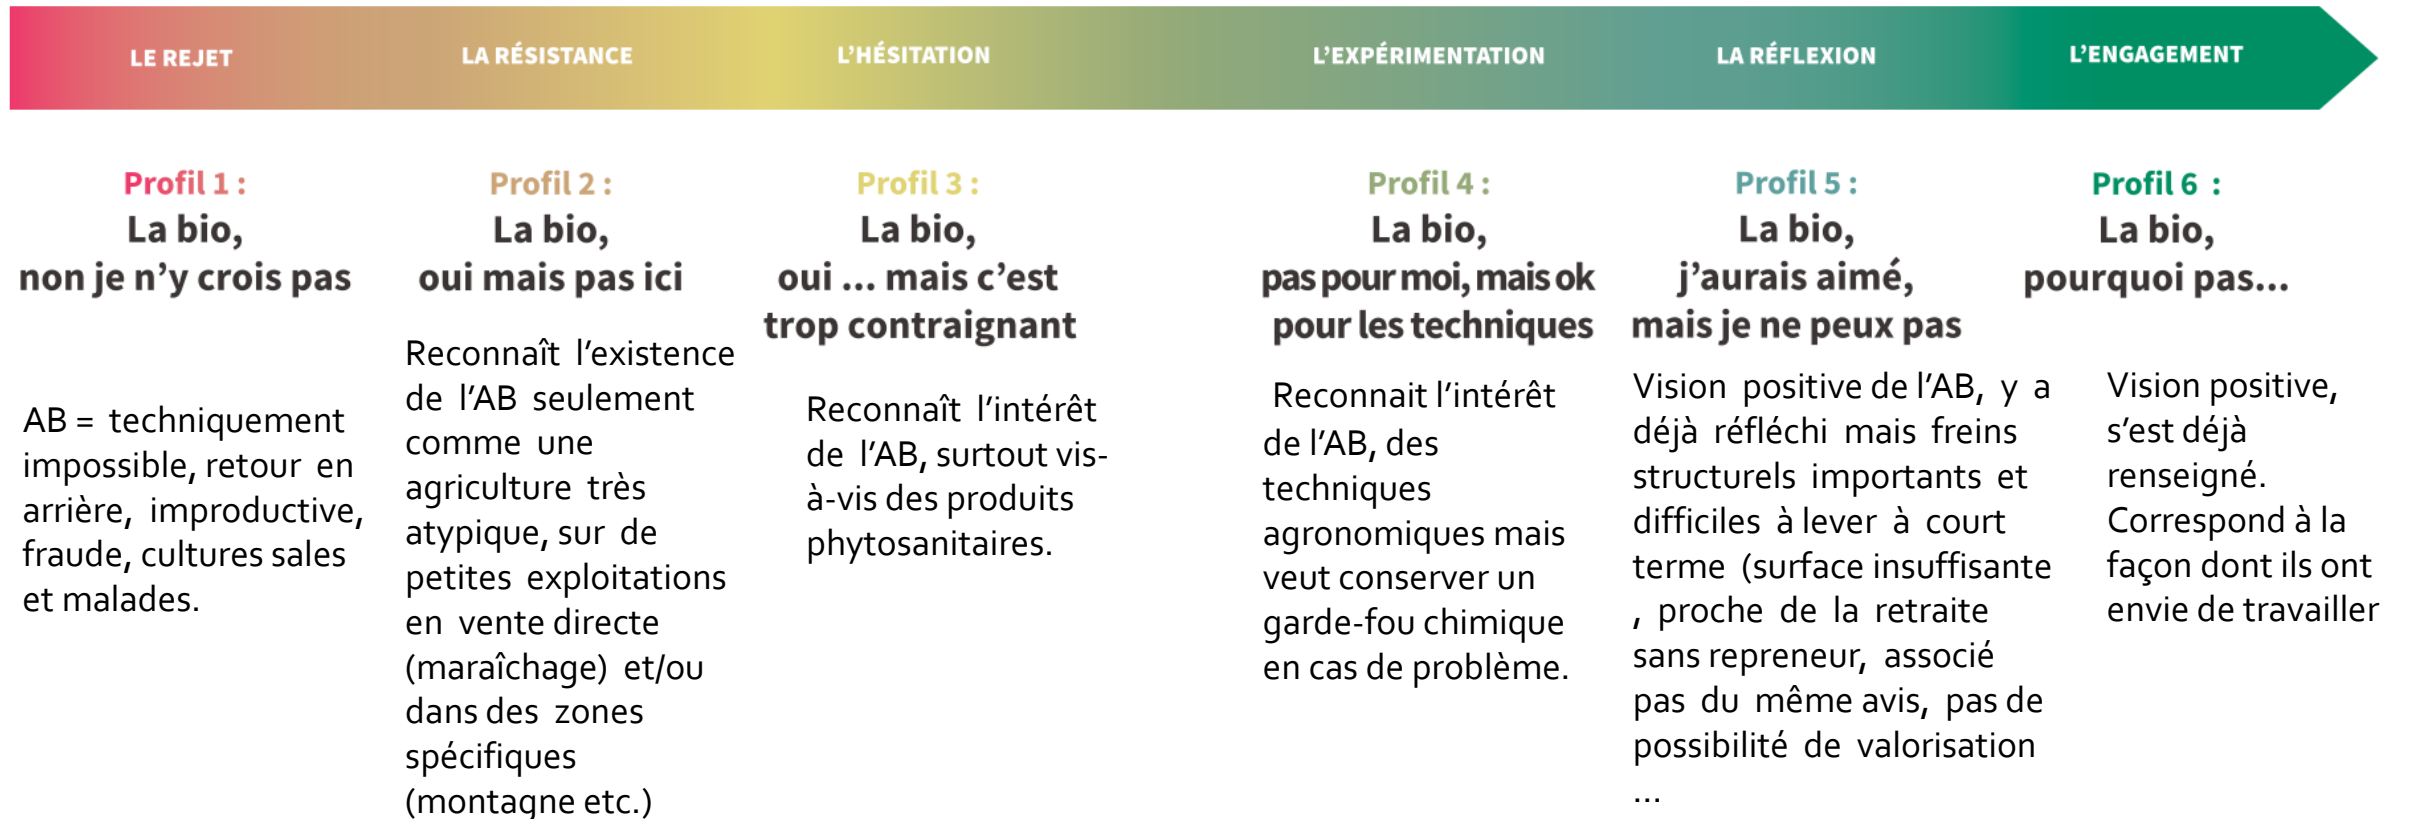 LE REJET
LA RÉSISTANCE
L'HÉSITATION
L'EXPÉRIMENTATION
LA RÉFLEXION
L'ENGAGEMENT
Profil 1 :
La bio,
non je n'y crois pas
AB = techniquement
impossible, retour en
arrière, improductive,
fraude, cultures sales
et malades.
Profil 2 :
La bio,
oui mais pas ici
Reconnaît l'existence
de l'AB seulement
comme une
agriculture très
atypique, sur de
petites exploitations
en vente directe
(maraîchage) et/ou
dans des zones
spécifiques
(montagne etc.)
Profil 3 :
La bio,
oui ... mais c'est
trop contraignant
Reconnaît l'intérêt
de l'AB, surtout vis-
à-vis des produits
phytosanitaires.
Profil 4 :
La bio,
pas pour moi, mais ok
pour les techniques
Reconnait l'intérêt
de l'AB, des
techniques
agronomiques mais
veut conserver un
garde-fou chimique
en cas de problème.
Profil 5 :
La bio,
j'aurais aimé,
mais je ne peux pas
Vision positive de l'AB, y a
déjà réfléchi mais freins
structurels importants et
difficiles à lever à court
terme (surface insuffisante
, proche de la retraite
sans repreneur, associé
pas du même avis, pas de
possibilité de valorisation
...
Profil 6 :
La bio,
pourquoi pas...
Vision positive,
s'est déjà
renseigné.
Correspond à la
façon dont ils ont
envie de travailler